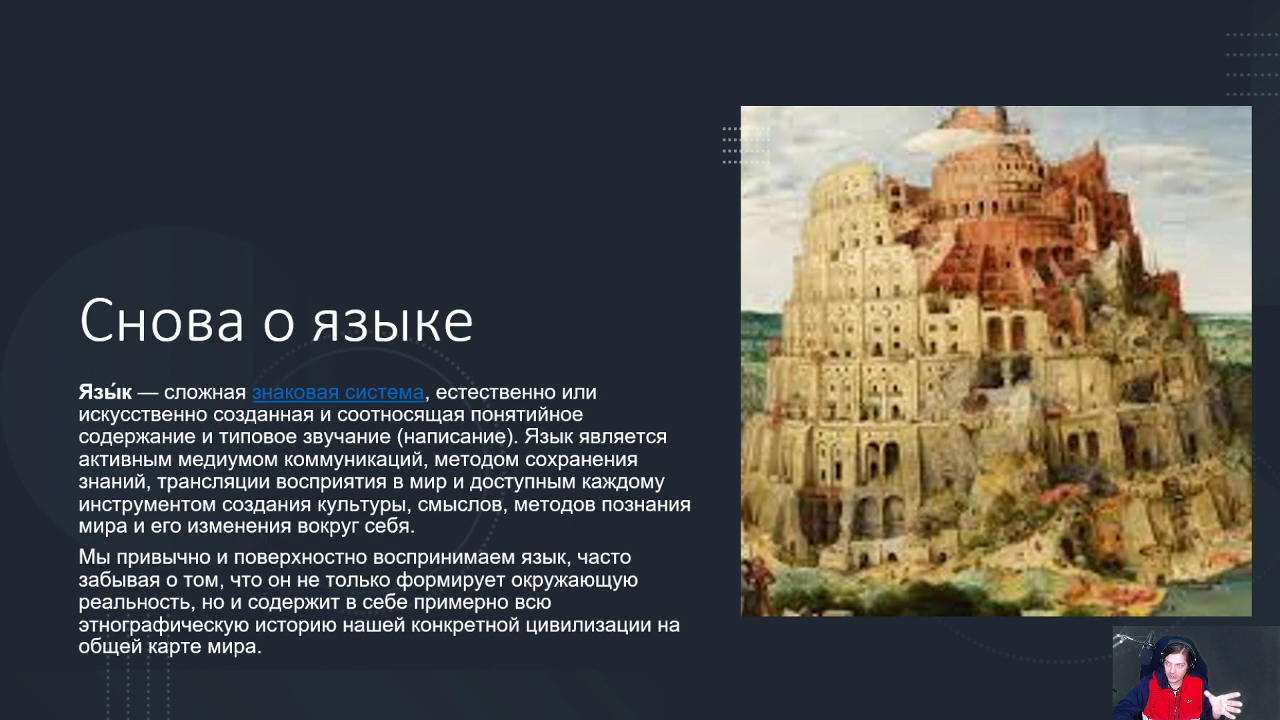 Снова о языке
Язы́к — сложная знаковая система, естественно или
искусственно созданная и соотносящая понятийное
содержание и типовое звучание (написание). Язык является
активным медиумом коммуникаций, методом сохранения
знаний, трансляции восприятия в мир и доступным каждому
инструментом создания культуры, смыслов, методов познания
мира и его изменения вокруг себя.
Мы привычно и поверхностно воспринимаем язык, часто
забывая о том, что он не только формирует окружающую
реальность, но и содержит в себе примерно всю
этнографическую историю нашей конкретной цивилизации на
общей карте мира.